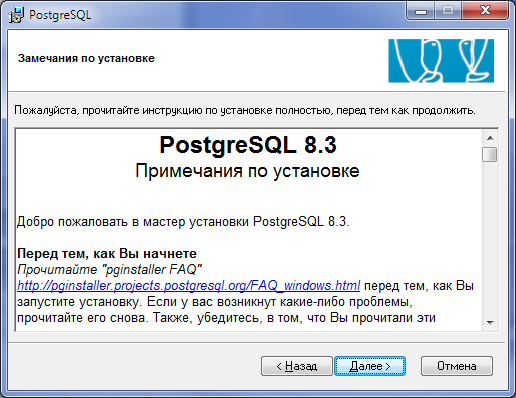 PostgreSQL
Замечания по установке
Пожалуйста, прочитайте инструкцию по установке полностью, перед тем как продолжить.
PostgreSQL 8.3
Примечания по установке
Добро пожаловать в мастер установки PostgreSQL 8.3.
Перед тем, как Вы начнете
Прочитайте "pginstaller FAQ"
http://pginstaller.projects.postgresql.org/FAQ_windows.html перед тем, как Вы
запустите установку. Если у вас возникнут какие-либо проблемы,
прочитайте его снова. Также, убедитесь, в том, что Вы прочитали эти
< Назад
Далее >
Отмена